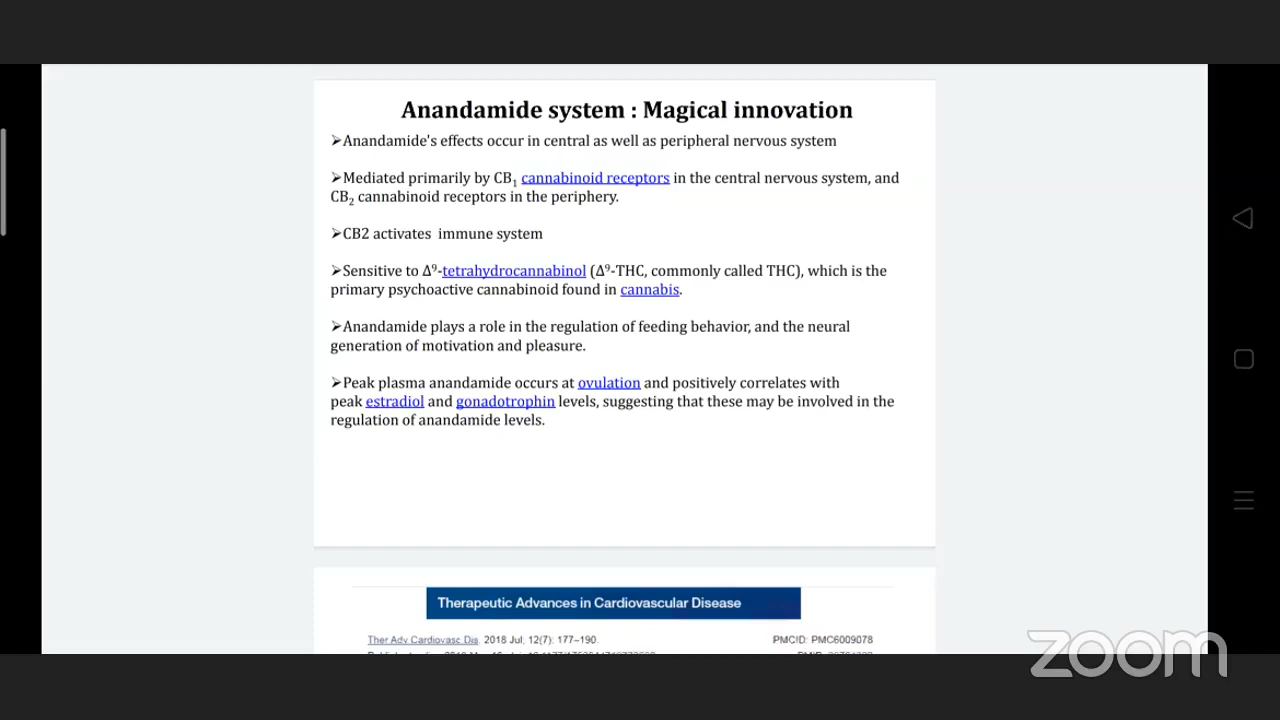 Anandamide system : Magical innovation
➢Anandamide's effects occur in central as well as peripheral nervous system
➢Mediated primarily by CB₁ cannabinoid receptors in the central nervous system, and
CB₂ cannabinoid receptors in the periphery.
➢CB2 activates  immune system
➢Sensitive to Δ⁹-tetrahydrocannabinol (Δ⁹-THC, commonly called THC), which is the
primary psychoactive cannabinoid found in cannabis.
➢Anandamide plays a role in the regulation of feeding behavior, and the neural
generation of motivation and pleasure.
➢Peak plasma anandamide occurs at ovulation and positively correlates with
peak estradiol and gonadotrophin levels, suggesting that these may be involved in the
regulation of anandamide levels.
Therapeutic Advances in Cardiovascular Disease
Ther Adv Cardiovasc Dis. 2018 Jul; 12(7): 177–190. PMCID: PMC6009078
zoom